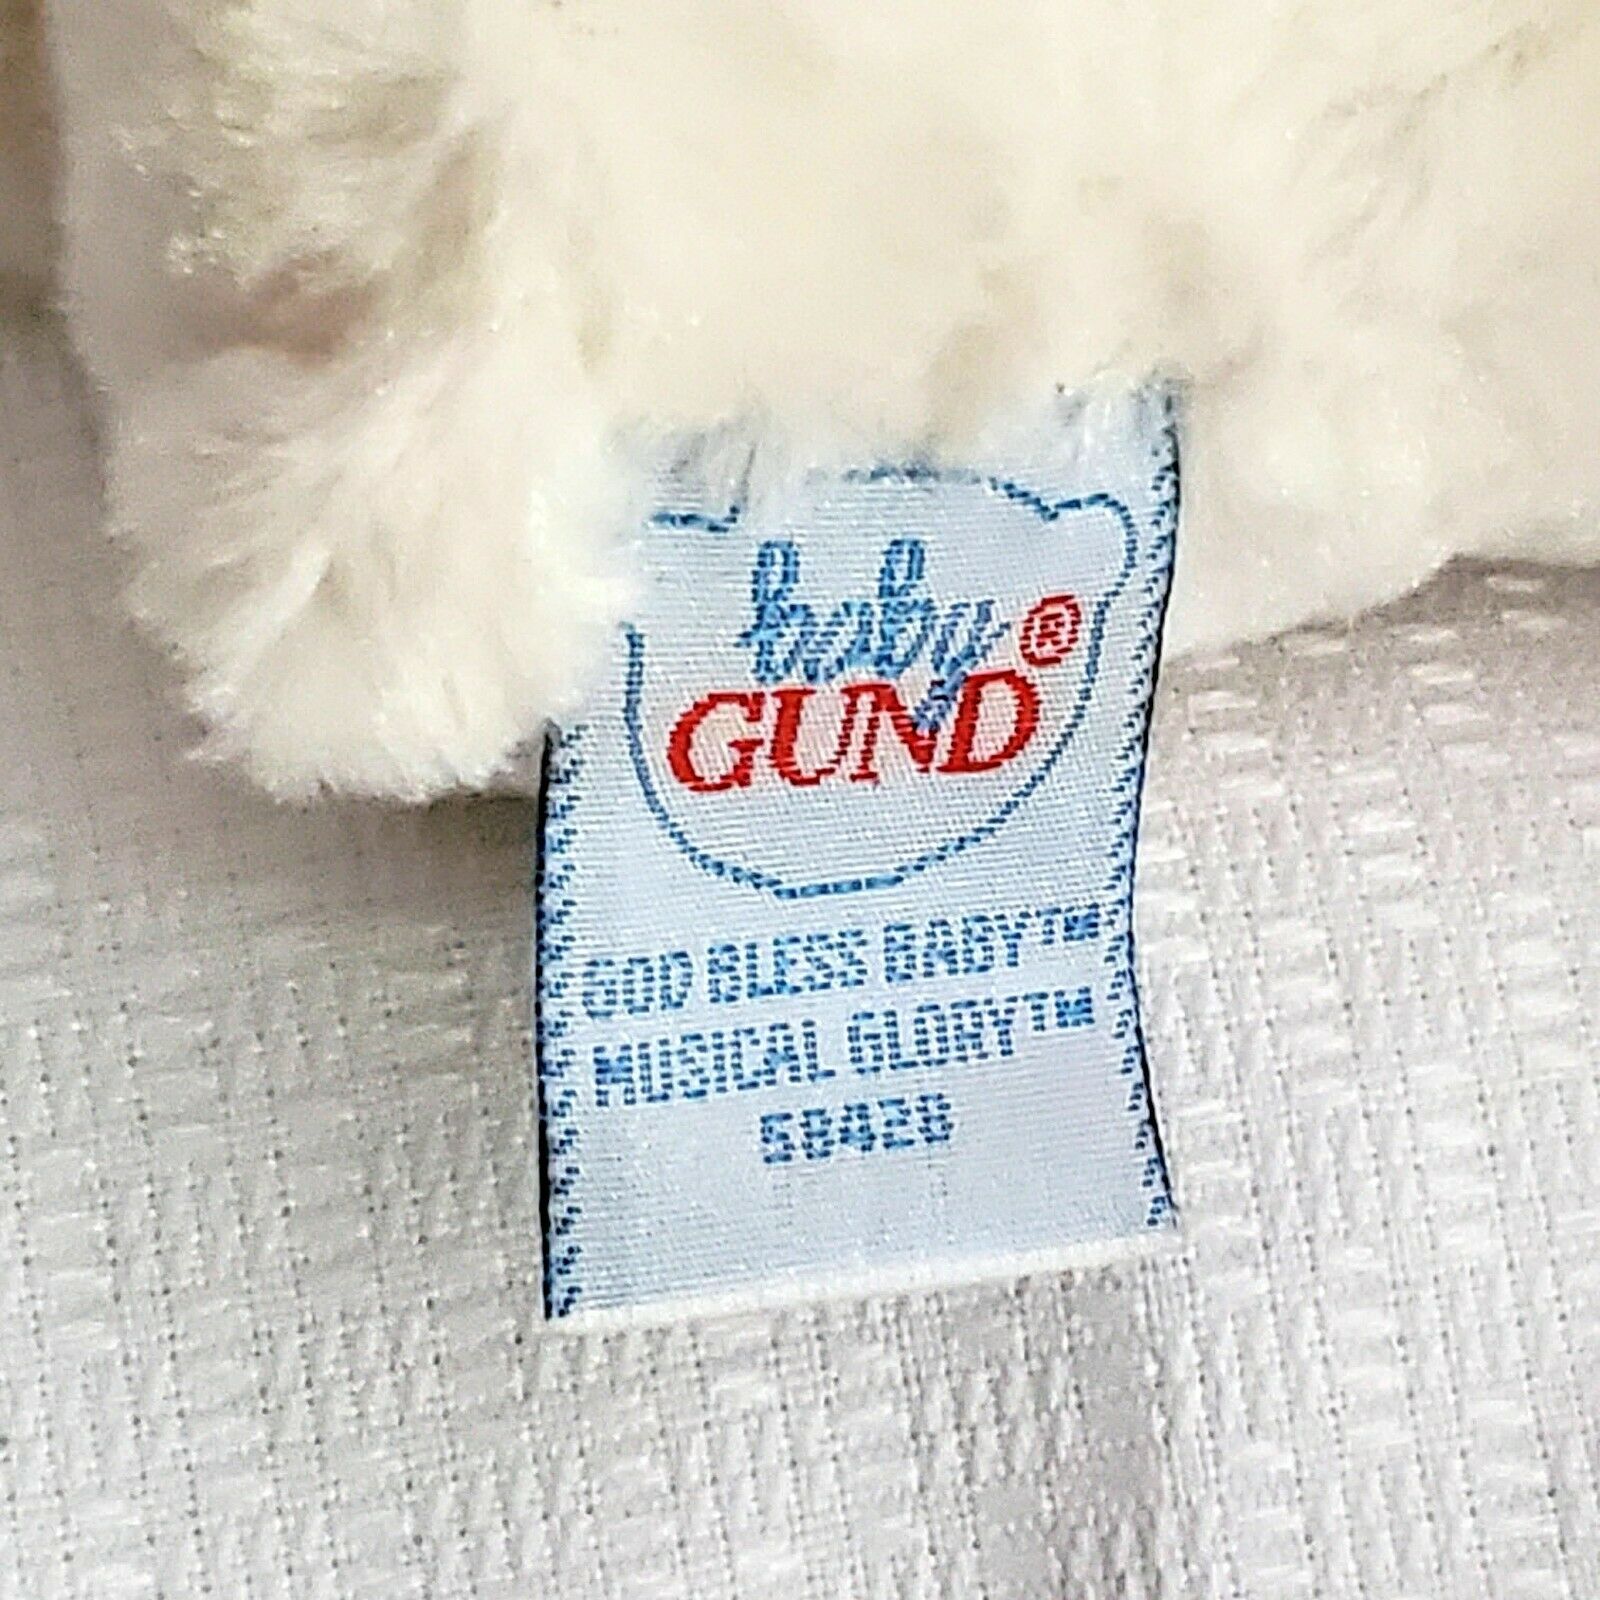 baby
GUND®
GOD BLESS BABY™
MUSICAL GLORY™
58428